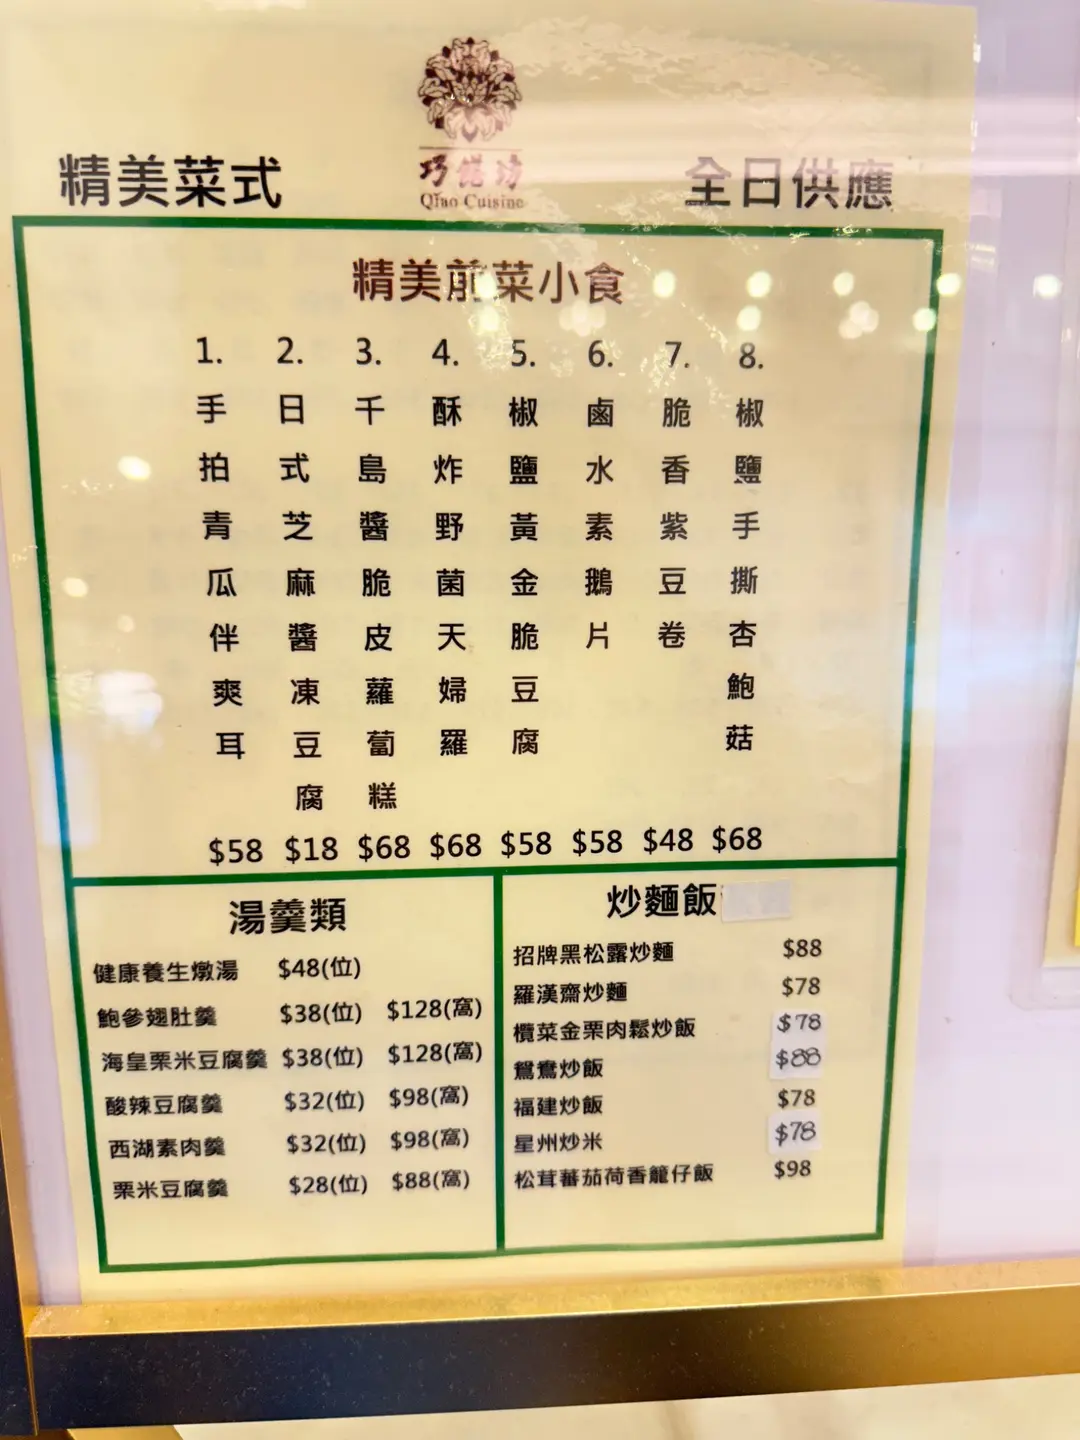 巧饈坊
Qiao Cuisine
精美菜式
全日供應
精美前菜小食
1. 手拍青瓜伴爽耳 $58
2. 日式芝麻醬凍豆腐 $18
3. 千島醬脆皮蘿蔔糕 $68
4. 酥炸野菌天婦羅 $68
5. 椒鹽黃金脆豆腐 $58
6. 鹵水素鵝片 $58
7. 脆香紫豆卷 $48
8. 椒鹽手撕杏鮑菇 $68
湯羹類
健康養生燉湯 $48(位)
鮑參翅肚羹 $38(位) $128(窩)
海皇栗米豆腐羹 $38(位) $128(窩)
酸辣豆腐羹 $32(位) $98(窩)
西湖素肉羹 $32(位) $98(窩)
栗米豆腐羹 $28(位) $88(窩)
炒麵飯
招牌黑松露炒麵 $88
羅漢齋炒麵 $78
欖菜金栗肉鬆炒飯 $78
鴛鴦炒飯 $88
福建炒飯 $78
星州炒米 $78
松茸蕃茄荷香籠仔飯 $98